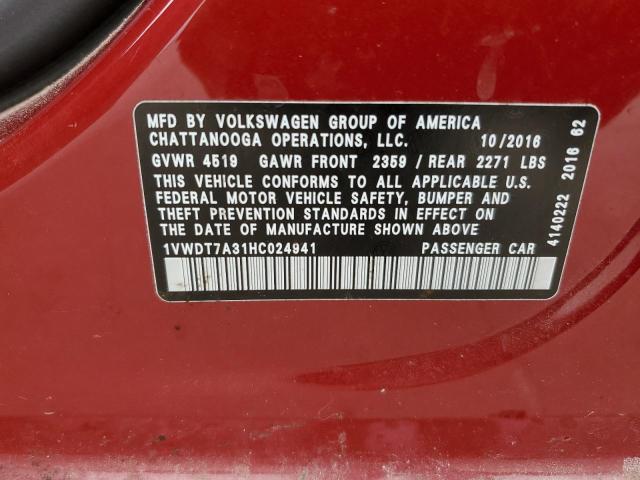 MFD BY VOLKSWAGEN GROUP OF AMERICA
CHATTANOOGA OPERATIONS, LLC. 10/2016
GVWR 4519 GAWR FRONT 2359 / REAR 2271 LBS
THIS VEHICLE CONFORMS TO ALL APPLICABLE U.S.
FEDERAL MOTOR VEHICLE SAFETY, BUMPER AND
THEFT PREVENTION STANDARDS IN EFFECT ON
THE DATE OF MANUFACTURE SHOWN ABOVE
1VWDT7A31HC024941 PASSENGER CAR
4140222 2016 62